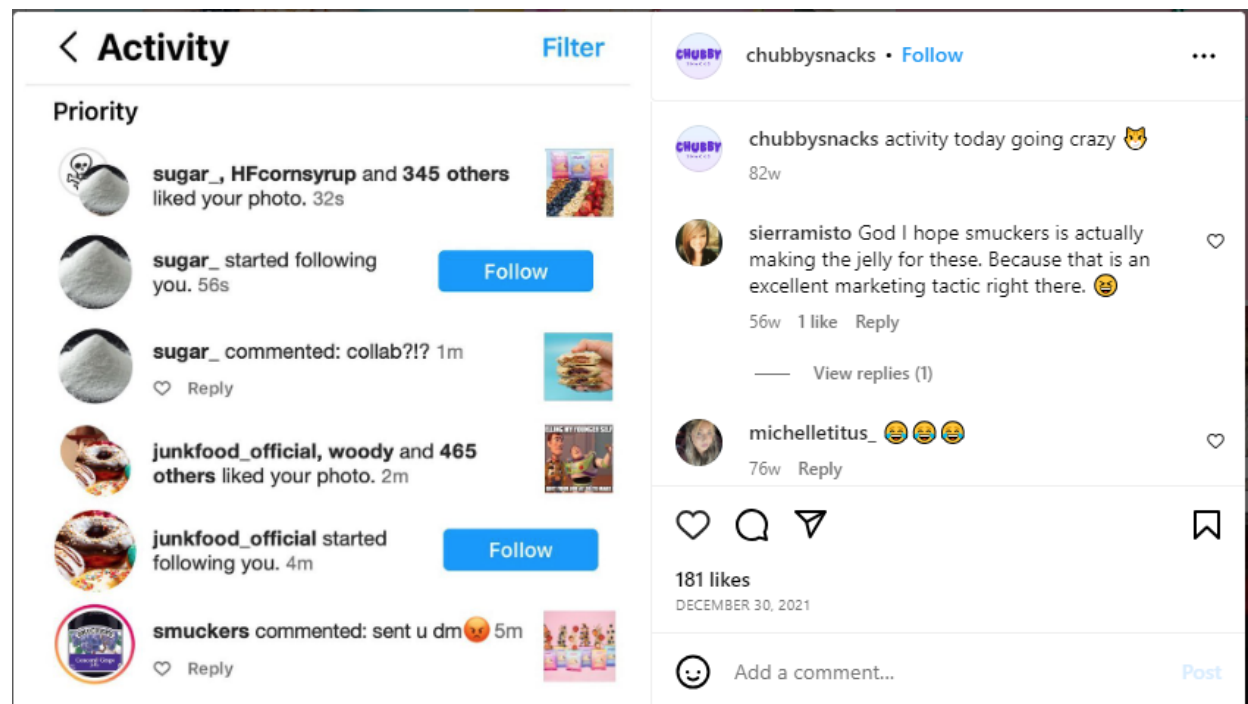 Activity
Filter
Priority
sugar_, HFcornsyrup and 345 others
liked your photo. 32s
sugar_ started following
you. 56s
Follow
sugar_ commented: collab?!? 1m
Reply
junkfood_official, woody and 465
others liked your photo. 2m
junkfood_official started
following you. 4m
Follow
smuckers commented: sent u dm😡 5m
Reply
CHUBBY
chubbysnacks • Follow
CHUBBY
chubbysnacks activity today going crazy 🐱
82w
sierramisto God I hope smuckers is actually
making the jelly for these. Because that is an
excellent marketing tactic right there. 😆
56w 1 like Reply
View replies (1)
michelletitus_ 😂😂😂
76w Reply
181 likes
DECEMBER 30, 2021
Add a comment...
Post